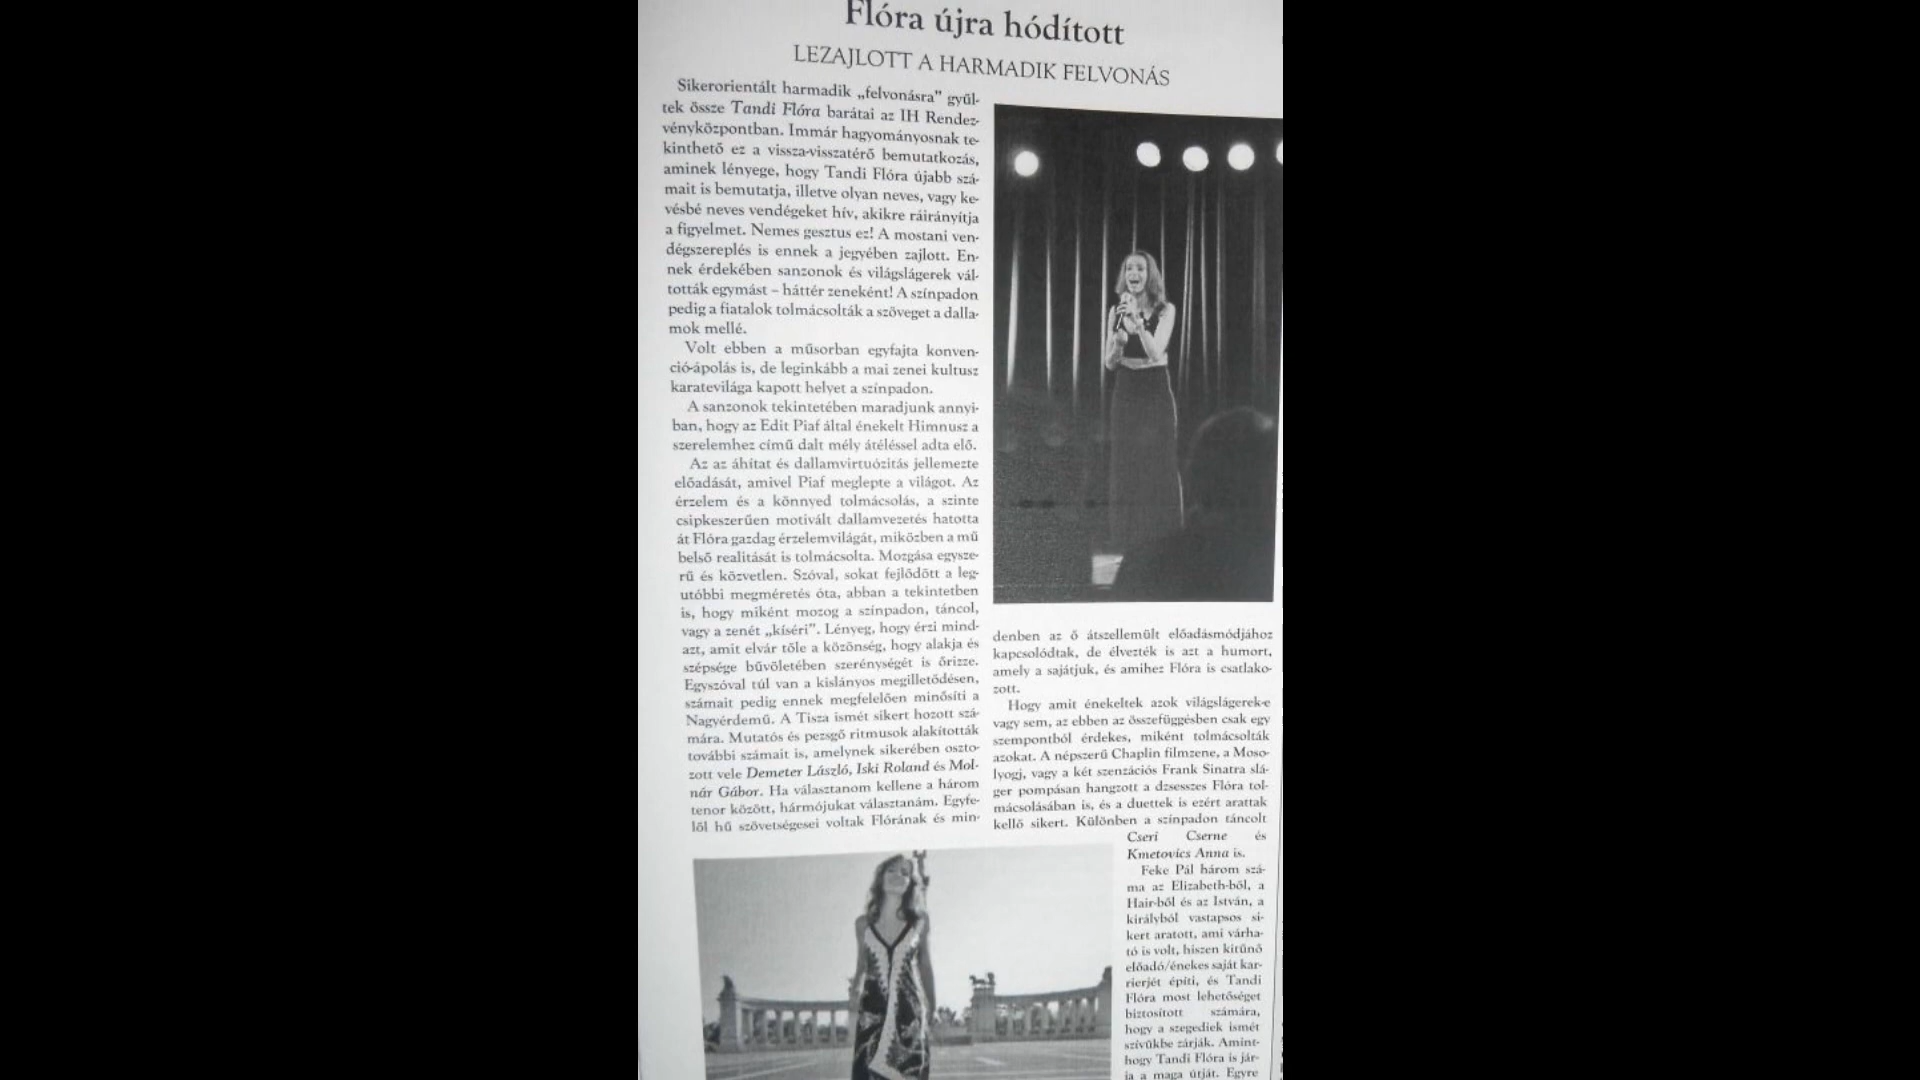 Flóra újra hódított
LEZAJLOTT A HARMADIK FELVONÁS
Sikerorientált harmadik „felvonásra" gyűl-
tek össze Tandi Flóra barátai az IH Rendez-
vényközpontban. Immár hagyományosnak te-
kinthető ez a vissza-visszatérő bemutatkozás,
aminek lényege, hogy Tandi Flóra újabb szá-
mait is bemutatja, illetve olyan neves, vagy ke-
vésbé neves vendégeket hív, akikre ráirányítja
a figyelmet. Nemes gesztus ez! A mostani ven-
dégszereplés is ennek a jegyében zajlott. En-
nek érdekében sanzonok és világslágerek vál-
tották egymást – háttér zeneként! A színpadon
pedig a fiatalok tolmácsolták a szöveget a dalla-
mok mellé.
Volt ebben a műsorban egyfajta konven-
ció-ápolás is, de leginkább a mai zenei kultusz
karatevilága kapott helyet a színpadon.
A sanzonok tekintetében maradjunk annyi-
ban, hogy az Edit Piaf által énekelt Himnusz a
szerelemhez című dalt mély átéléssel adta elő.
Az az áhítat és dallamvirtuózitás jellemezte
előadását, amivel Piaf meglepte a világot. Az
érzelem és a könnyed tolmácsolás, a szinte
csipkeszerűen motivált dallamvezetés hatotta
át Flóra gazdag érzelemvilágát, miközben a mű
belső realitását is tolmácsolta. Mozgása egysze-
rű és közvetlen. Szóval, sokat fejlődött a leg-
utóbbi megméretés óta, abban a tekintetben
is, hogy miként mozog a színpadon, táncol,
vagy a zenét „kíséri". Lényeg, hogy érzi mind-
azt, amit elvár tőle a közönség, hogy alakja és
szépsége bűvöletében szerénységét is őrizze.
Egyszóval túl van a kislányos megilletődésen,
számait pedig ennek megfelelően minősíti a
Nagyérdemű. A Tisza ismét sikert hozott szá-
mára. Mutatós és pezsgő ritmusok alakították
további számait is, amelynek sikerében oszto-
zott vele Demeter László, Iski Roland és Mol-
nár Gábor. Ha választanom kellene a három
tenor között, hármójukat választanám. Egyfe-
lől hű szövetségesei voltak Flórának és min-
denben az ő átszellemült előadásmódjához
kapcsolódtak, de élvezték is azt a humort,
amely a sajátjuk, és amihez Flóra is csatlako-
zott.
Hogy amit énekeltek azok világslágerek-e
vagy sem, az ebben az összefüggésben csak egy
szempontból érdekes, miként tolmácsolták
azokat. A népszerű Chaplin filmzene, a Moso-
lyogj, vagy a két szenzációs Frank Sinatra slá-
ger pompásan hangzott a dzsesszes Flóra tol-
mácsolásában is, és a duettek is ezért arattak
kellő sikert. Különben a színpadon táncolt
Cseri Cserne és
Kmetovics Anna is.
Feke Pál három szá-
ma az Elizabeth-ből, a
Hair-ből és az István, a
királyból vastapsos si-
kert aratott, ami várha-
tó is volt, hiszen kitűnő
előadó/énekes saját kar-
rierjét építi, és Tandi
Flóra most lehetőséget
biztosított számára,
hogy a szegediek ismét
szívükbe zárják. Amint-
hogy Tandi Flóra is jár-
ja a maga útját. Egyre